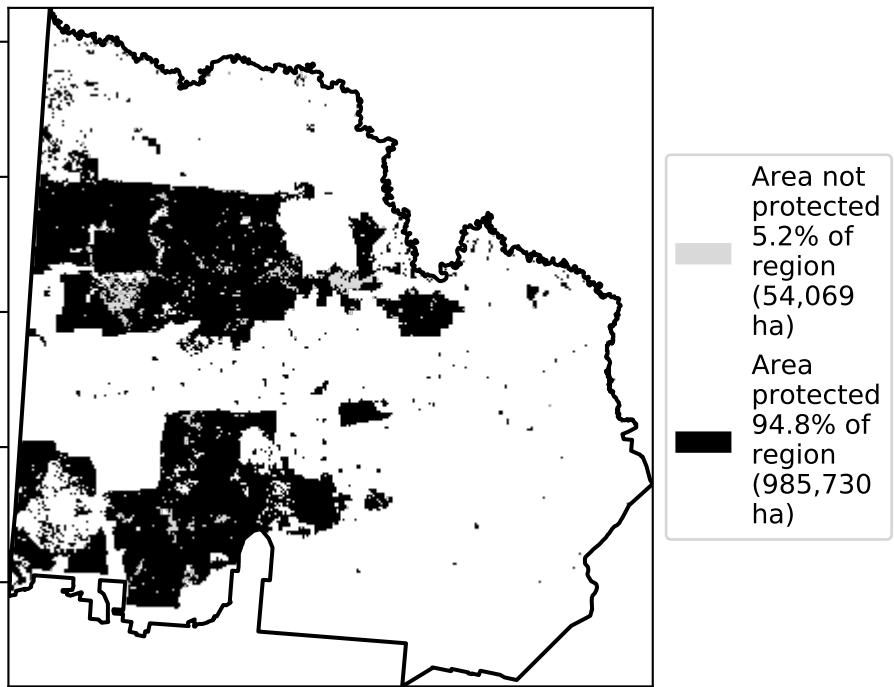 Area not
protected
5.2% of
region
(54,069
ha)
Area
protected
94.8% of
region
(985,730
ha)